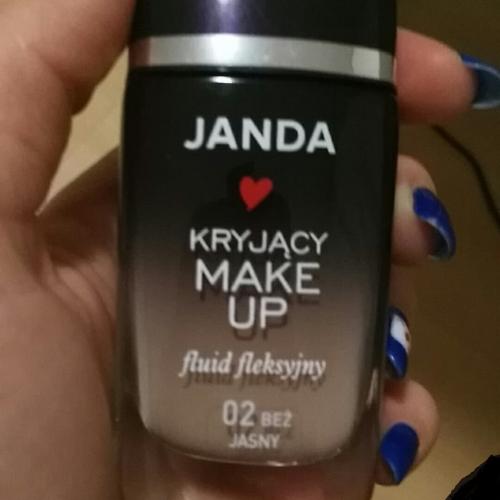 JANDA
KRYJĄCY
MAKE
UP
fluid fleksyjny
02 BEŻ
JASNY